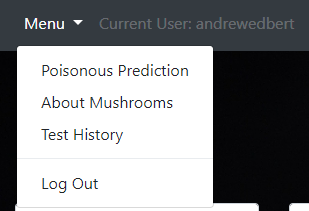 Menu Current User: andrewedbert
Poisonous Prediction
About Mushrooms
Test History
Log Out